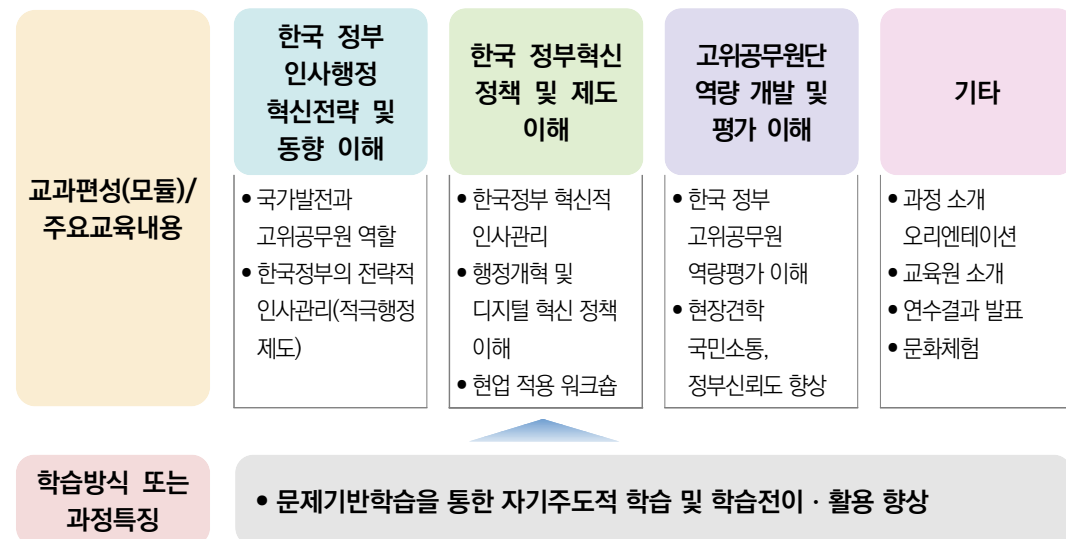 교과편성(모듈)/
주요교육내용
한국 정부
인사행정
혁신전략 및
동향 이해
• 국가발전과
고위공무원 역할
• 한국정부의 전략적
인사관리(적극행정
제도)
한국 정부혁신
정책 및 제도
이해
• 한국정부 혁신적
인사관리
• 행정개혁 및
디지털 혁신 정책
이해
• 현업 적용 워크숍
고위공무원단
역량 개발 및
평가 이해
• 한국 정부
고위공무원
역량평가 이해
• 현장견학
국민소통,
정부신뢰도 향상
기타
• 과정 소개
오리엔테이션
• 교육원 소개
• 연수결과 발표
• 문화체험
학습방식 또는
과정특징
• 문제기반학습을 통한 자기주도적 학습 및 학습전이 · 활용 향상